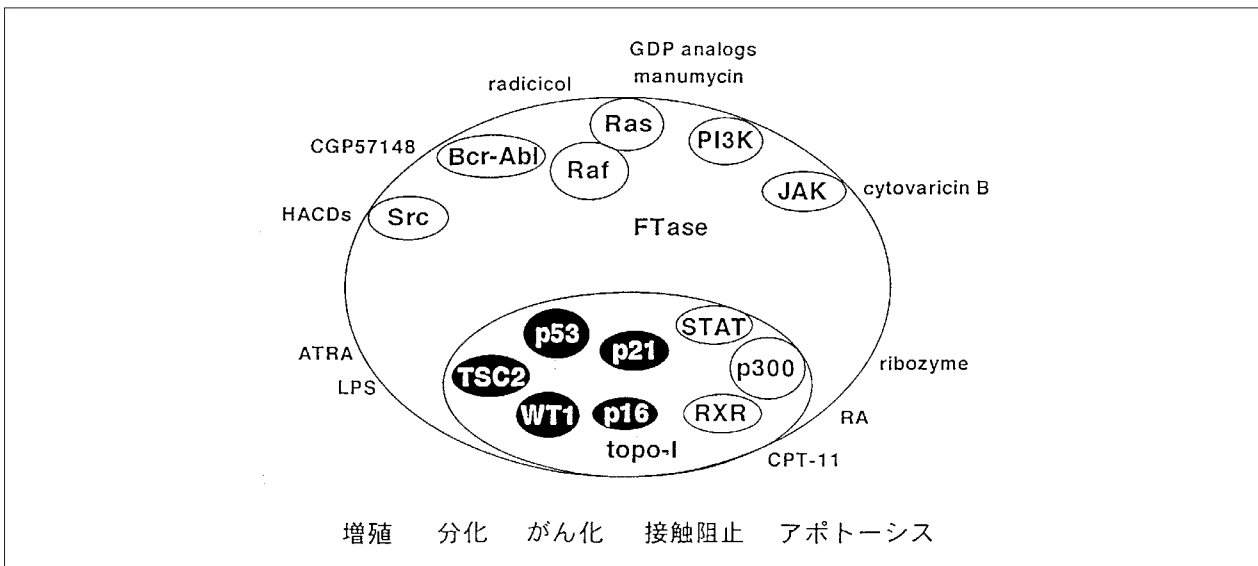 GDP analogs
radicicol manumycin
Ras
CGP57148 Bcr-Abl Raf PI3K
JAK cytovaricin B
HACDs Src
FTase
p53 STAT
p21
ATRA p300 ribozyme
LPS TSC2
WT1 p16 RXR RA
topo-I CPT-11
増殖 分化 がん化 接触阻止 アポトーシス